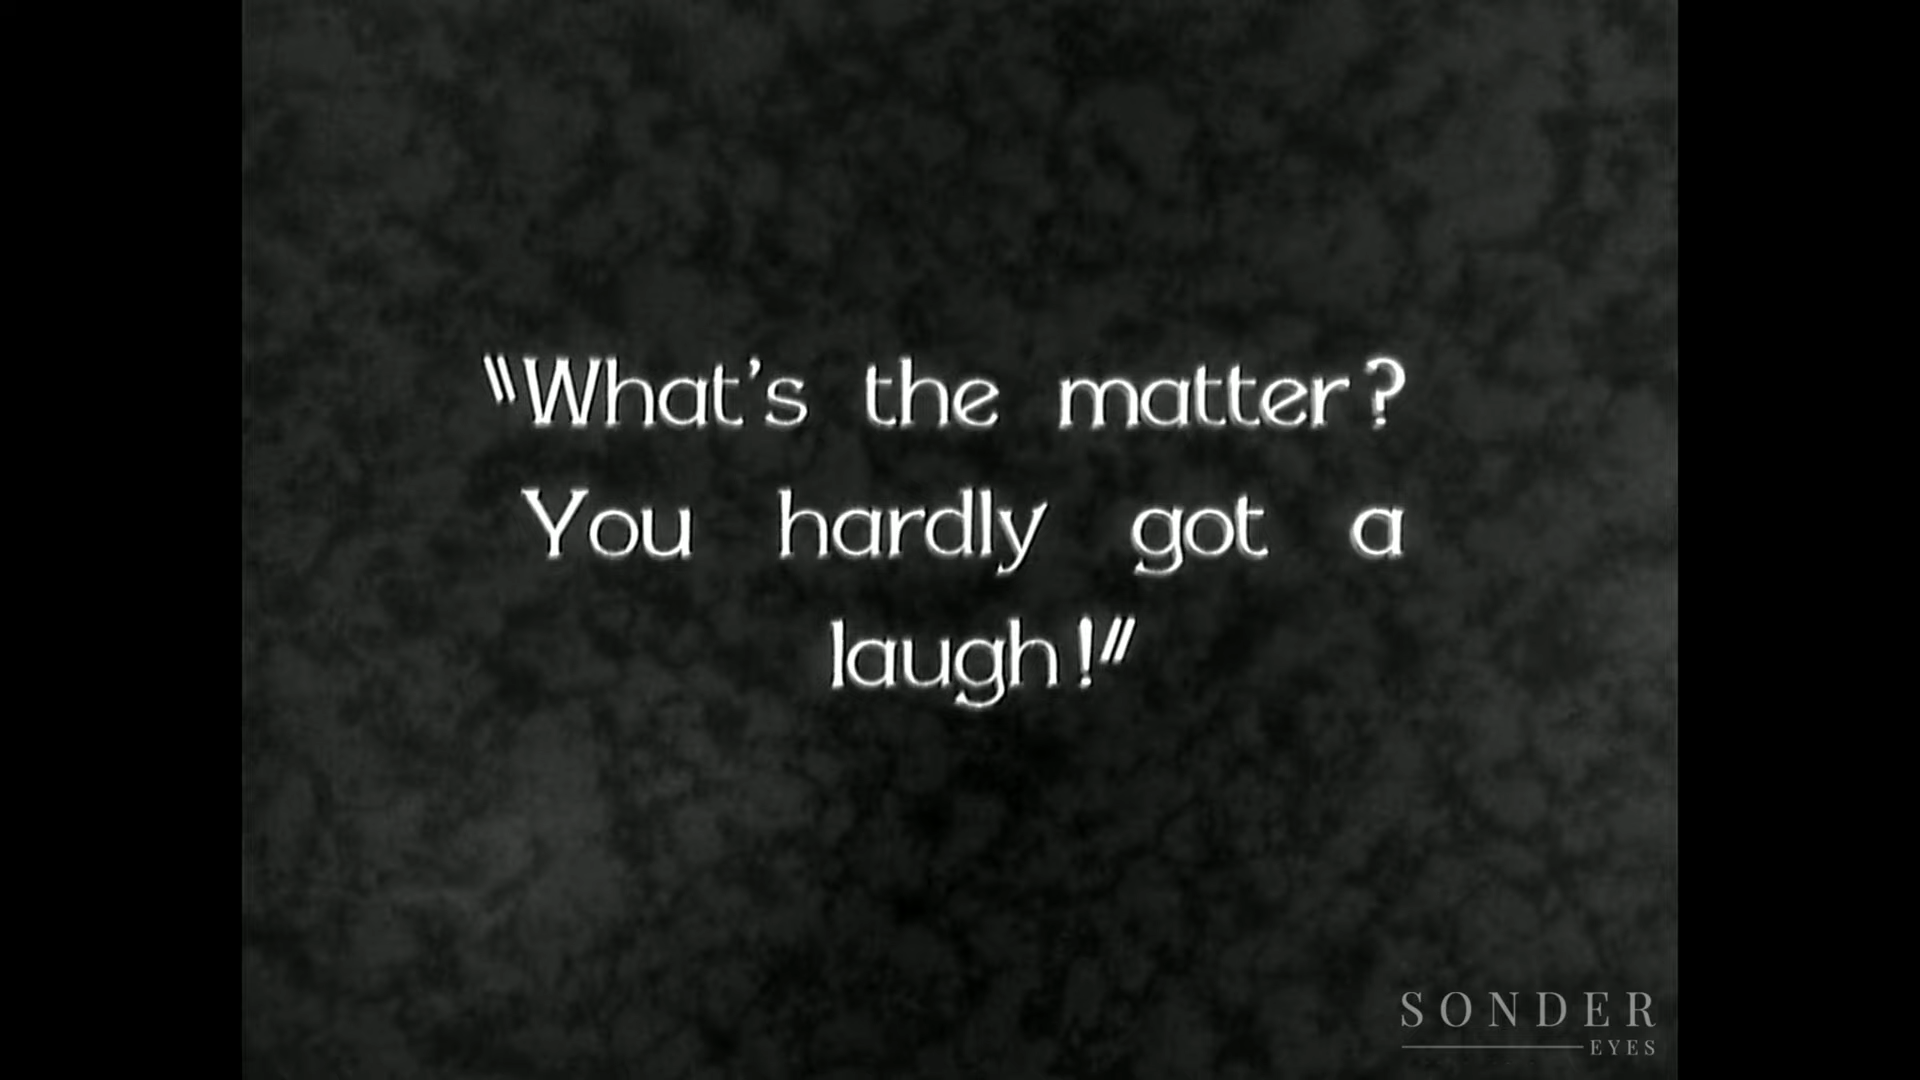 "What's the matter?
You hardly got a
laugh!"
SONDER
EYES